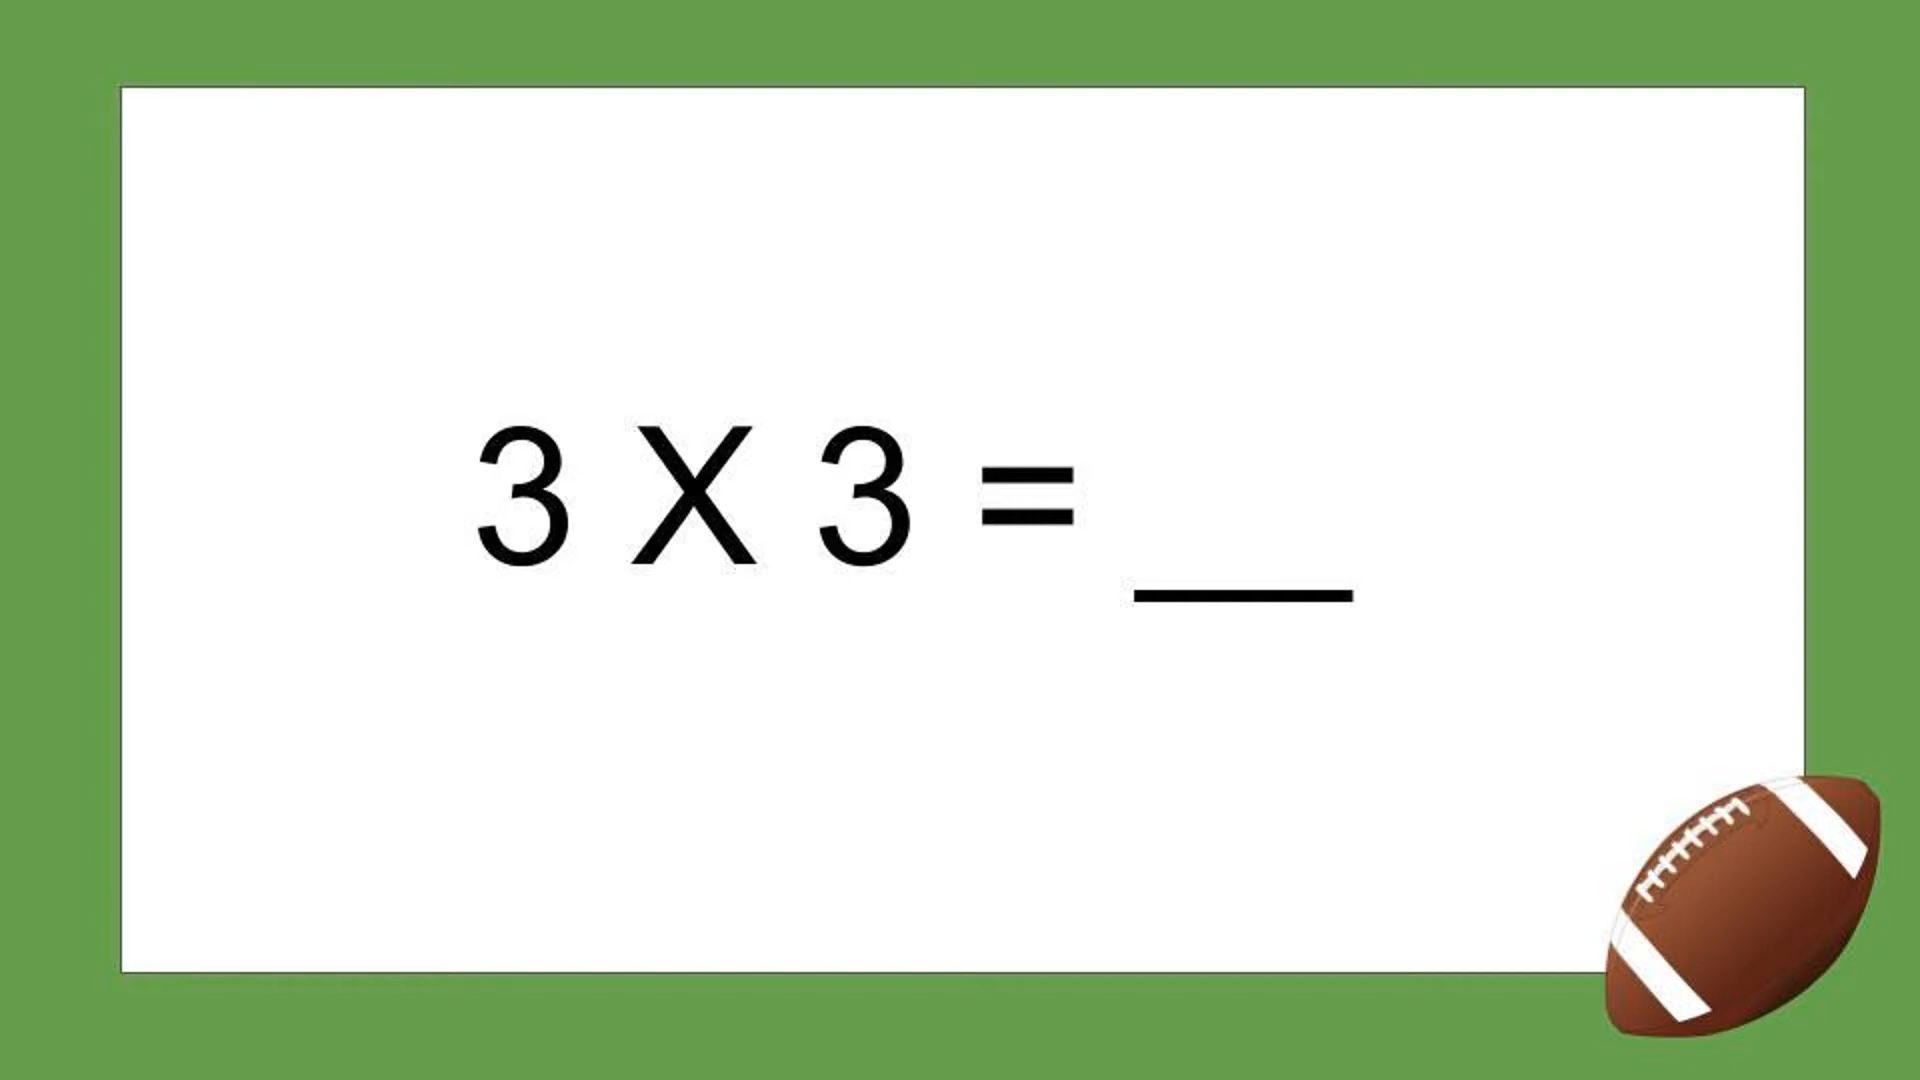 3 X 3 = __